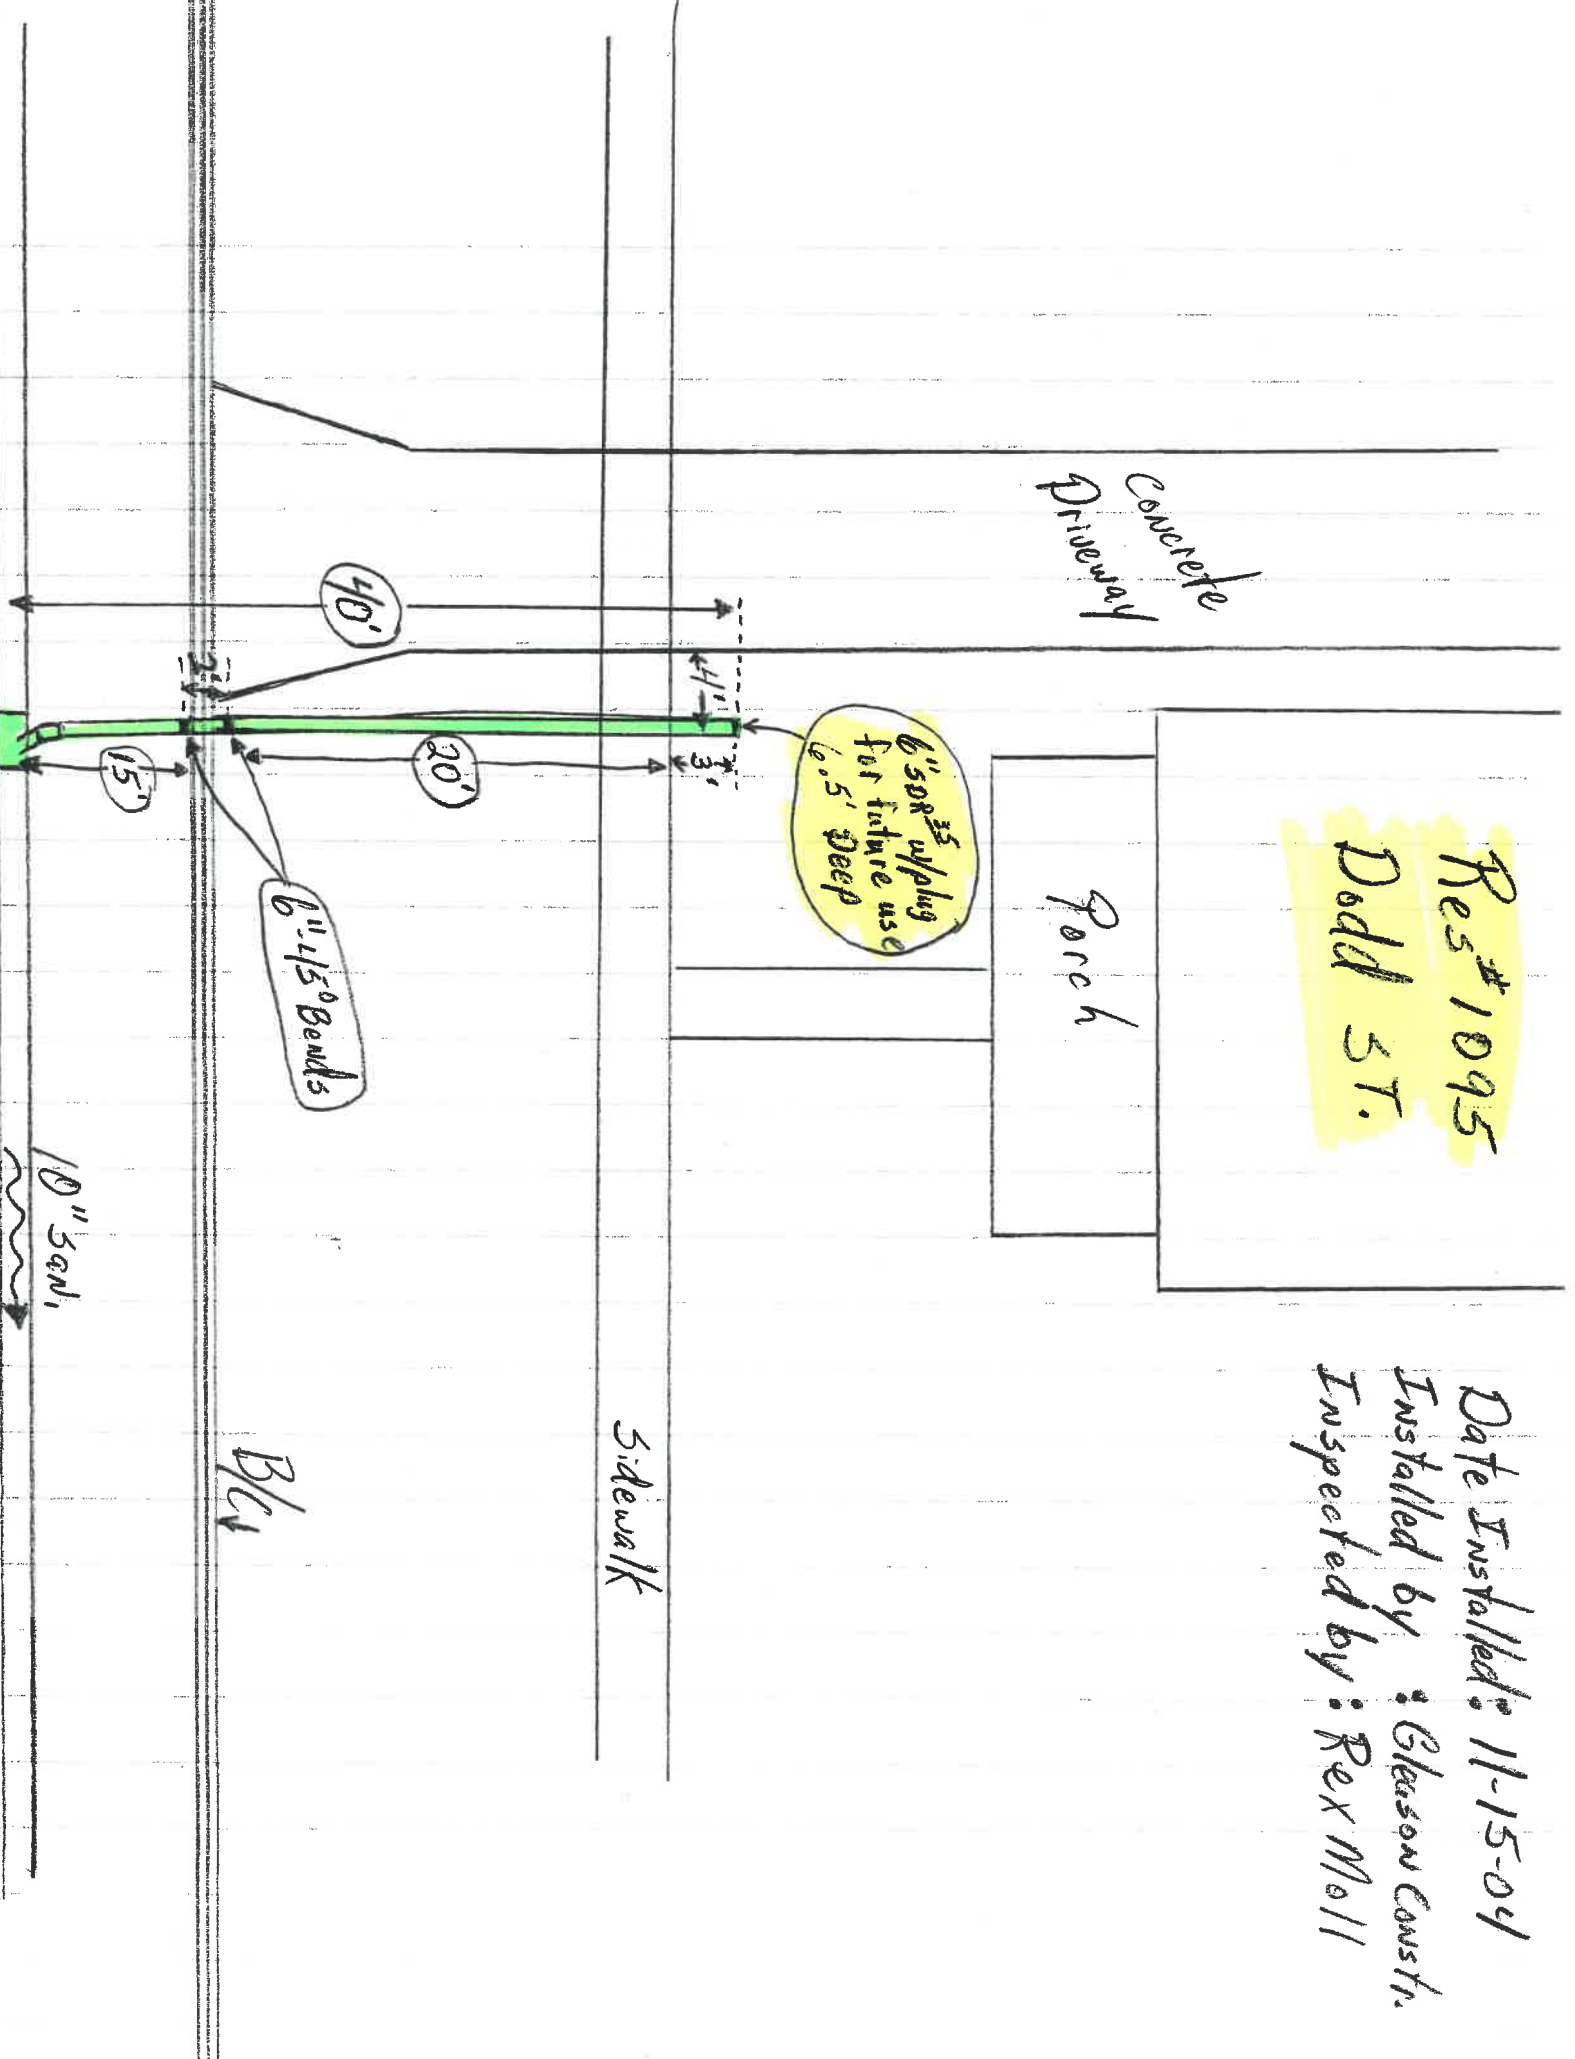 Res# 1095
Dodd ST.
Date Installed: 11-15-04
Installed by : Gleason Constr.
Inspected by: Rex Moll
Concrete
Driveway
Porch
6" SDR 35 w/plug
for future use
6.5' Deep
40'
4'
3'
20'
2'
15'
6"-45° Bends
Sidewalk
B/C
10" San.